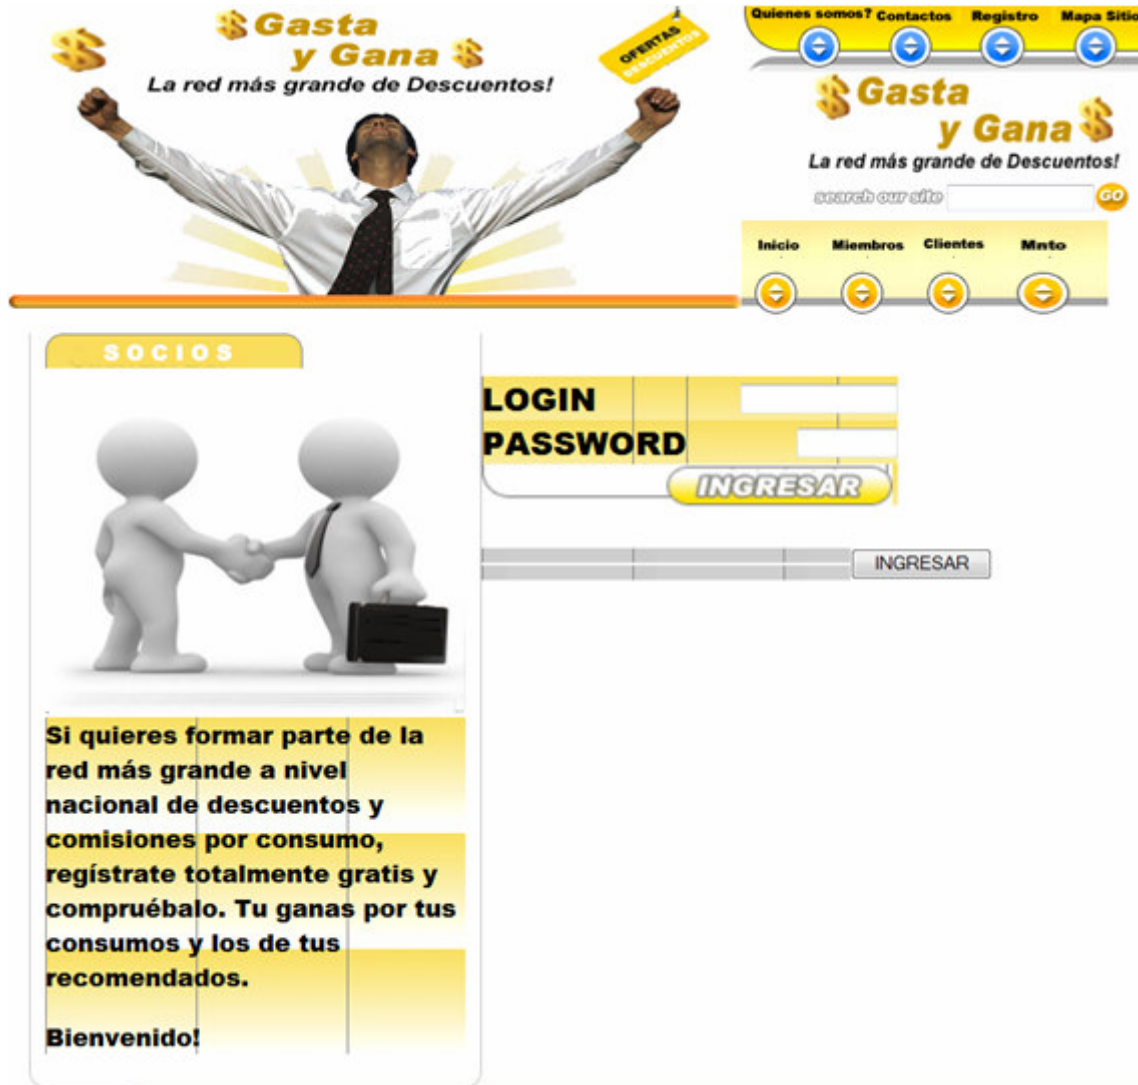 Gasta
y Gana
La red más grande de Descuentos!
OFERTAS
DESCUENTOS
Quienes somos? Contactos Registro Mapa Sitio
Gasta
y Gana
La red más grande de Descuentos!
search our site GO
Inicio Miembros Clientes Mnto
SOCIOS
LOGIN
PASSWORD
INGRESAR
INGRESAR
Si quieres formar parte de la
red más grande a nivel
nacional de descuentos y
comisiones por consumo,
regístrate totalmente gratis y
compruébalo. Tu ganas por tus
consumos y los de tus
recomendados.
Bienvenido!